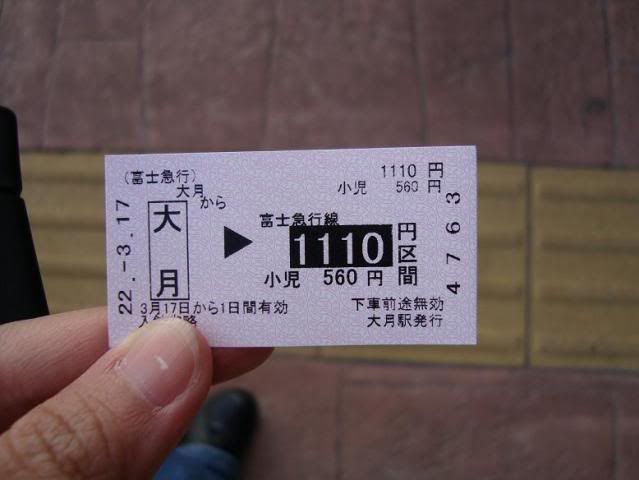 (富士急行)
大月
から
大月
▶
富士急行線
1110円区間
小児 560円
1110円
小児 560円
22.-3.17
3月17日から1日間有効
下車前途無効
大月駅発行
4763